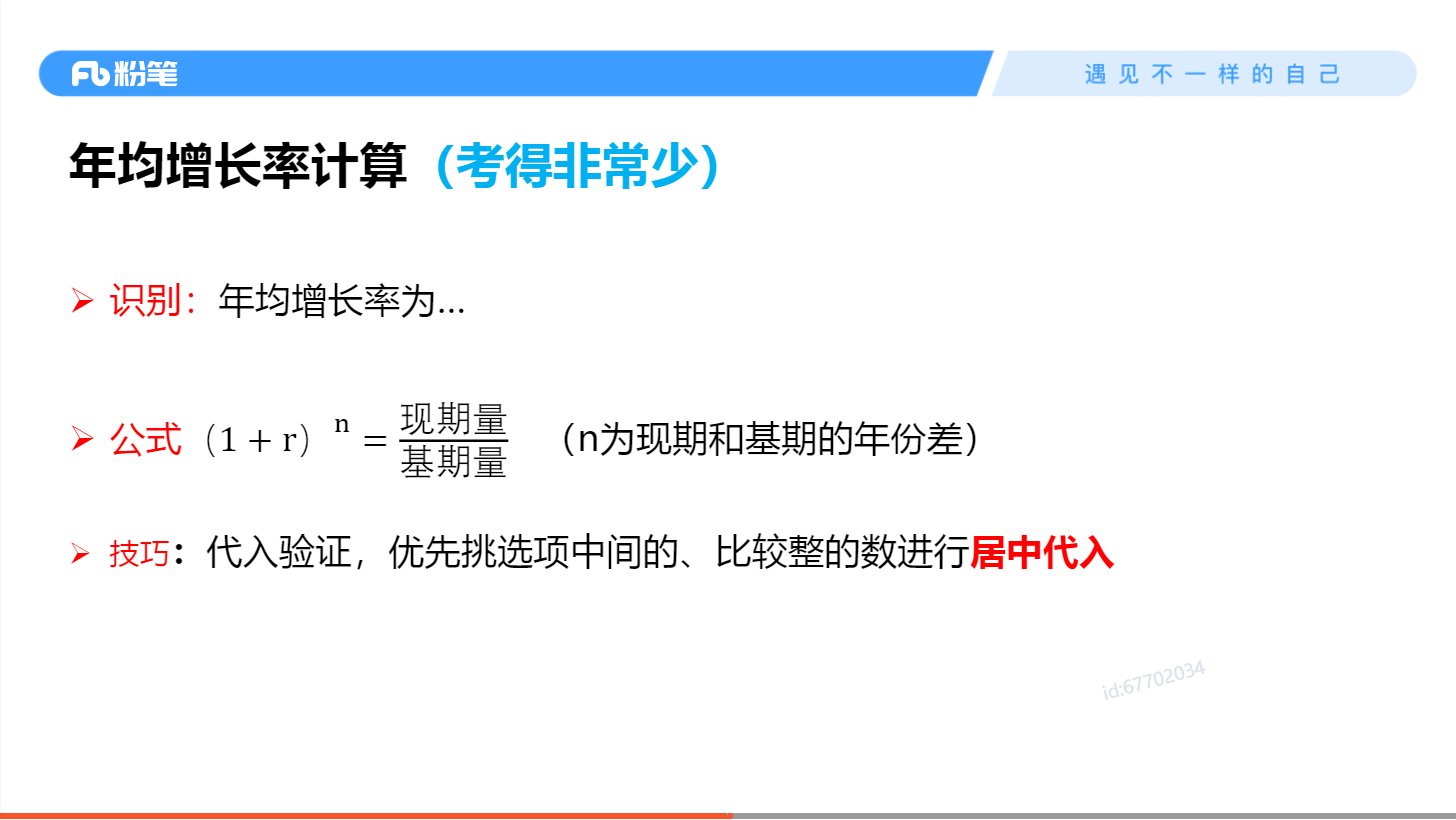 粉笔
遇见不一样的自己
年均增长率计算（考得非常少）
识别：年均增长率为…
公式（1 + r）ⁿ = 现期量/基期量 （n为现期和基期的年份差）
技巧：代入验证，优先挑选项中间的、比较整的数进行居中代入
id:67702034